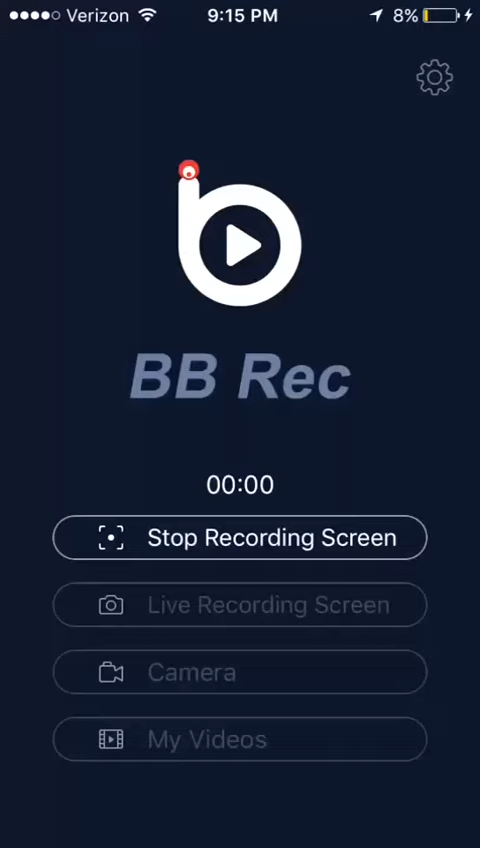 Verizon 9:15 PM 8%
BB Rec
00:00
Stop Recording Screen
Live Recording Screen
Camera
My Videos